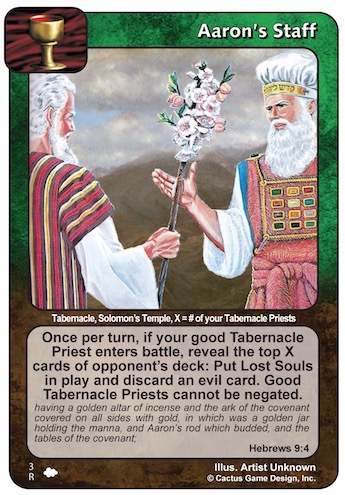 Aaron's Staff
Tabernacle, Solomon's Temple, X = # of your Tabernacle Priests
Once per turn, if your good Tabernacle
Priest enters battle, reveal the top X
cards of opponent's deck: Put Lost Souls
in play and discard an evil card. Good
Tabernacle Priests cannot be negated.
having a golden altar of incense and the ark of the covenant
covered on all sides with gold, in which was a golden jar
holding the manna, and Aaron's rod which budded, and the
tables of the covenant;
Hebrews 9:4
3
R
Illus. Artist Unknown
© Cactus Game Design, Inc.